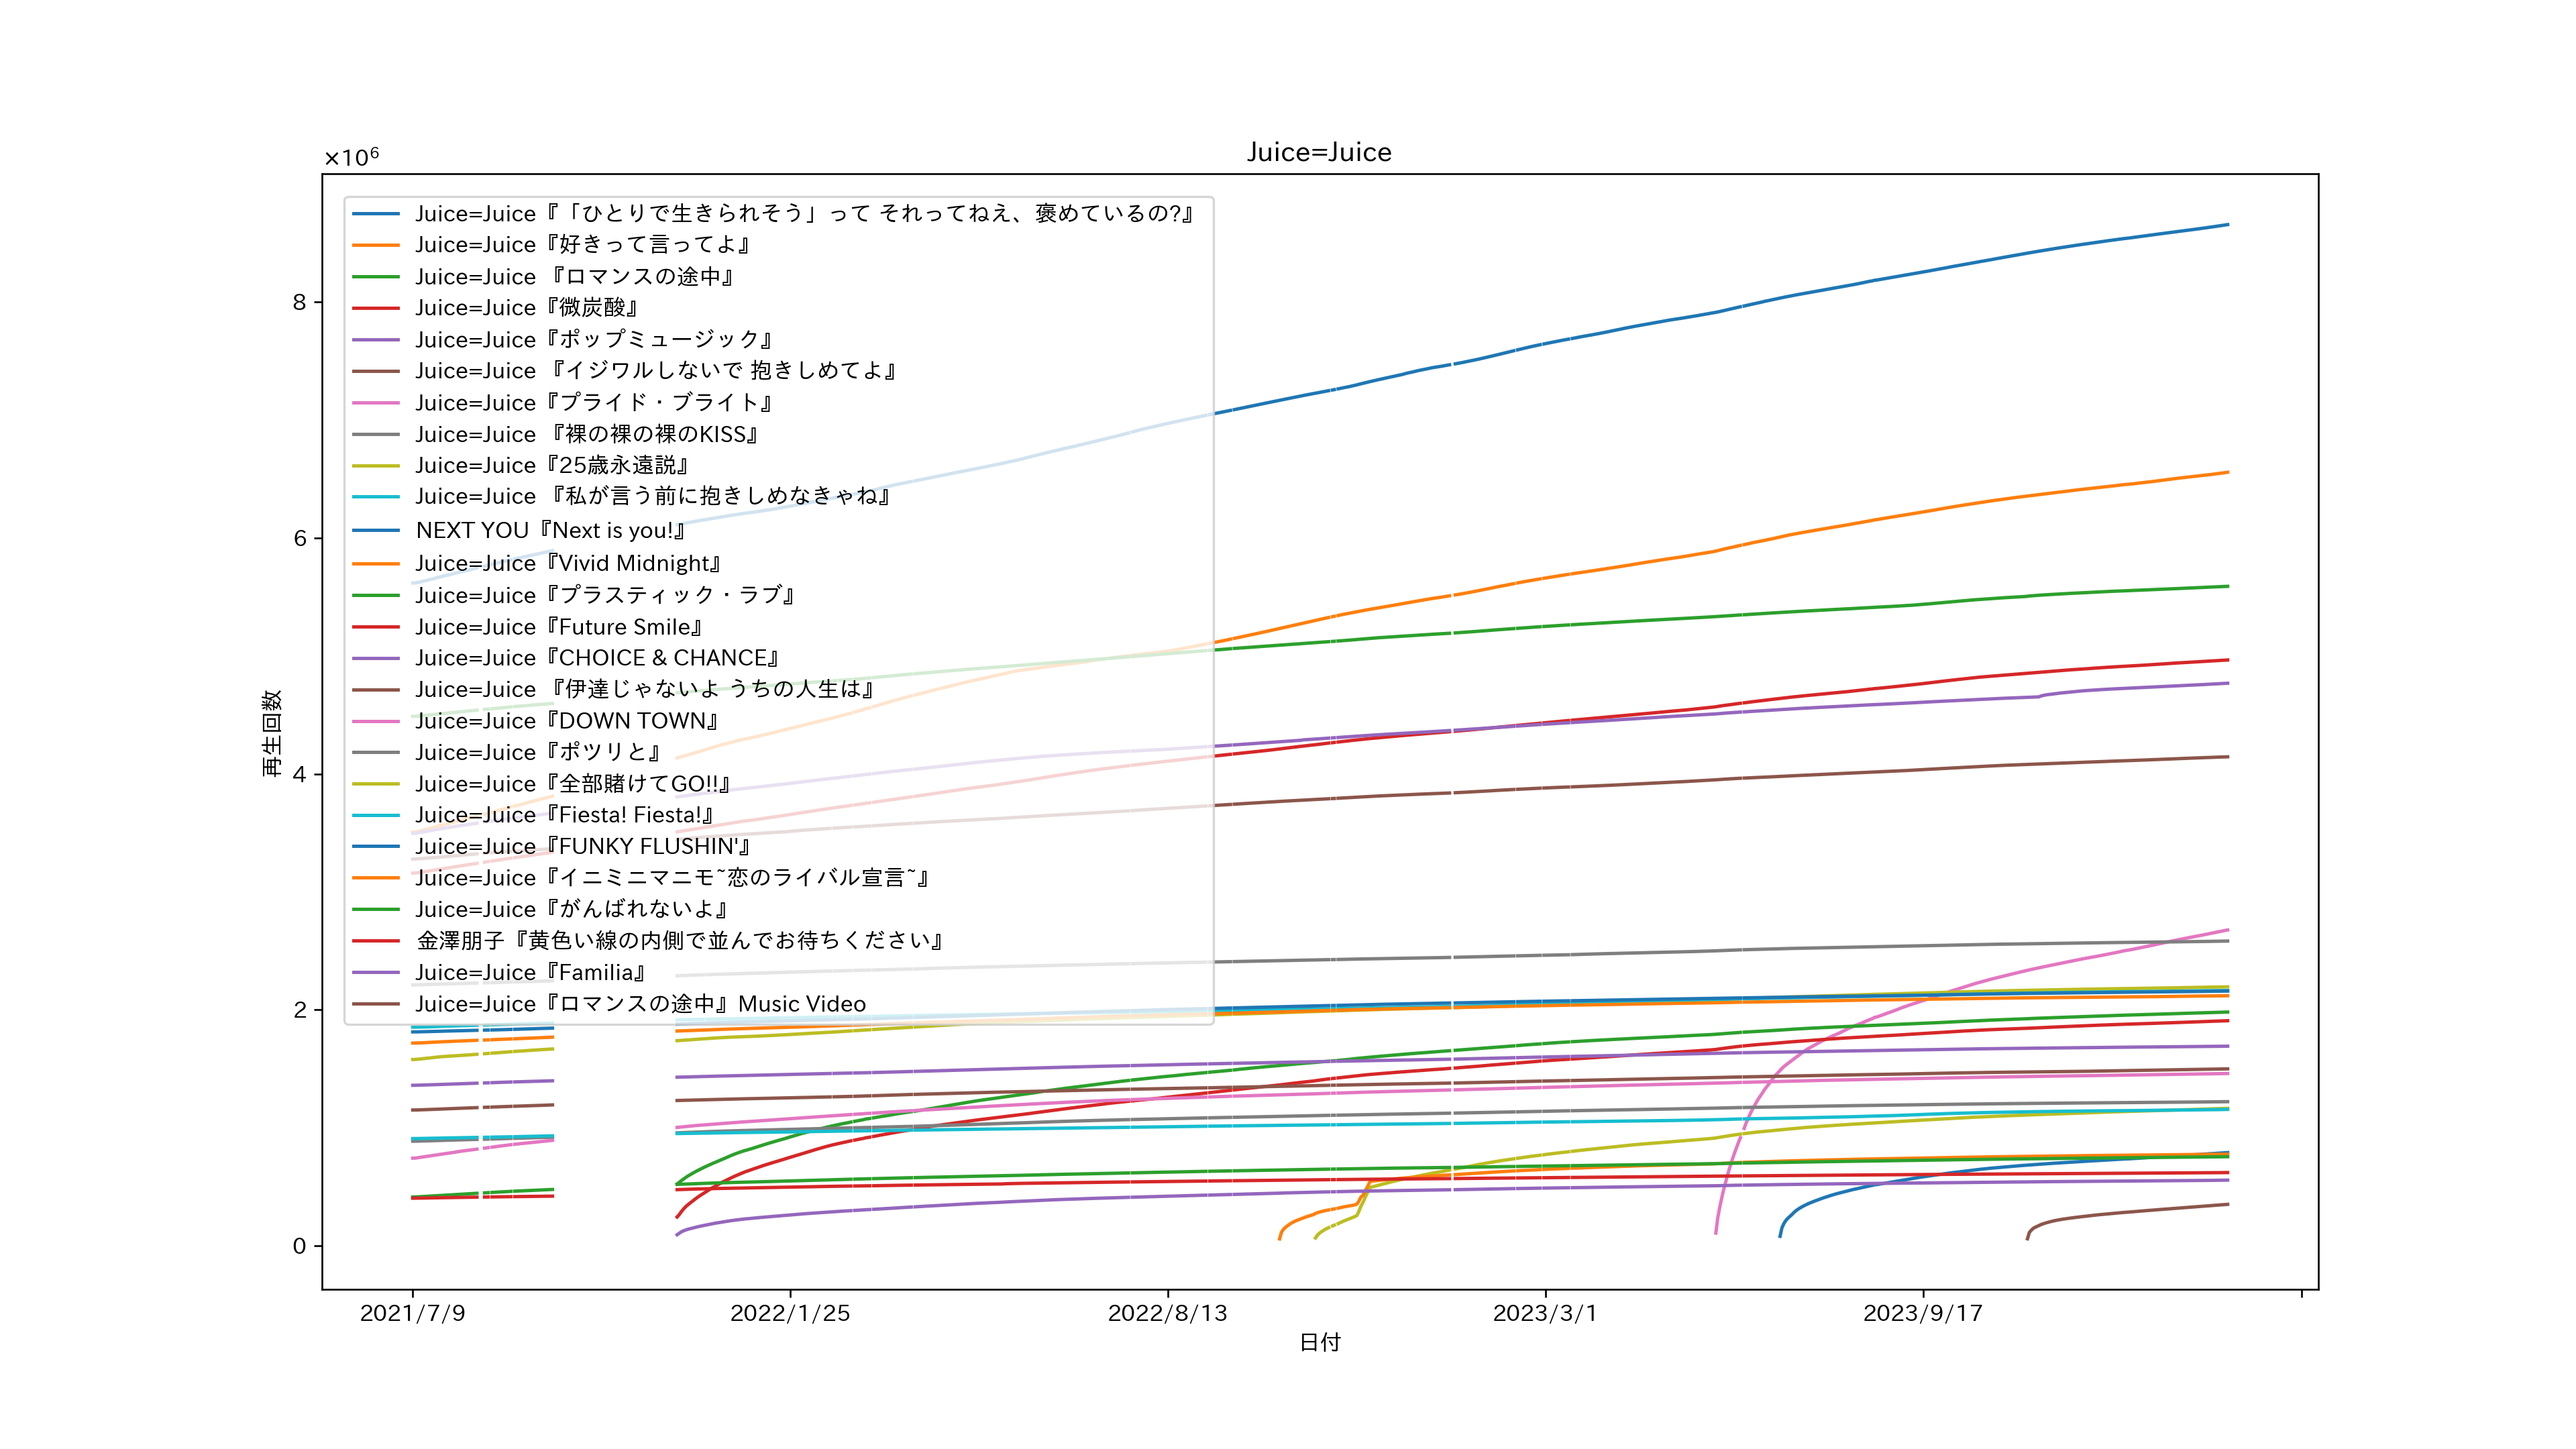 Juice=Juice
×10⁶
Juice=Juice『「ひとりで生きられそう」って それってねえ、褒めているの?』
Juice=Juice『好きって言ってよ』
Juice=Juice 『ロマンスの途中』
Juice=Juice『微炭酸』
Juice=Juice『ポップミュージック』
Juice=Juice 『イジワルしないで 抱きしめてよ』
Juice=Juice『プライド・ブライト』
Juice=Juice 『裸の裸の裸のKISS』
Juice=Juice『25歳永遠説』
Juice=Juice 『私が言う前に抱きしめなきゃね』
NEXT YOU『Next is you!』
Juice=Juice『Vivid Midnight』
Juice=Juice『プラスティック・ラブ』
Juice=Juice『Future Smile』
Juice=Juice『CHOICE & CHANCE』
Juice=Juice 『伊達じゃないよ うちの人生は』
Juice=Juice『DOWN TOWN』
Juice=Juice『ポツリと』
Juice=Juice『全部賭けてGO!!』
Juice=Juice『Fiesta! Fiesta!』
Juice=Juice『FUNKY FLUSHIN'』
Juice=Juice『イニミニマニモ~恋のライバル宣言~』
Juice=Juice『がんばれないよ』
金澤朋子『黄色い線の内側で並んでお待ちください』
Juice=Juice『Familia』
Juice=Juice『ロマンスの途中』Music Video
8
6
4
2
0
再生回数
2021/7/9
2022/1/25
2022/8/13
2023/3/1
2023/9/17
日付